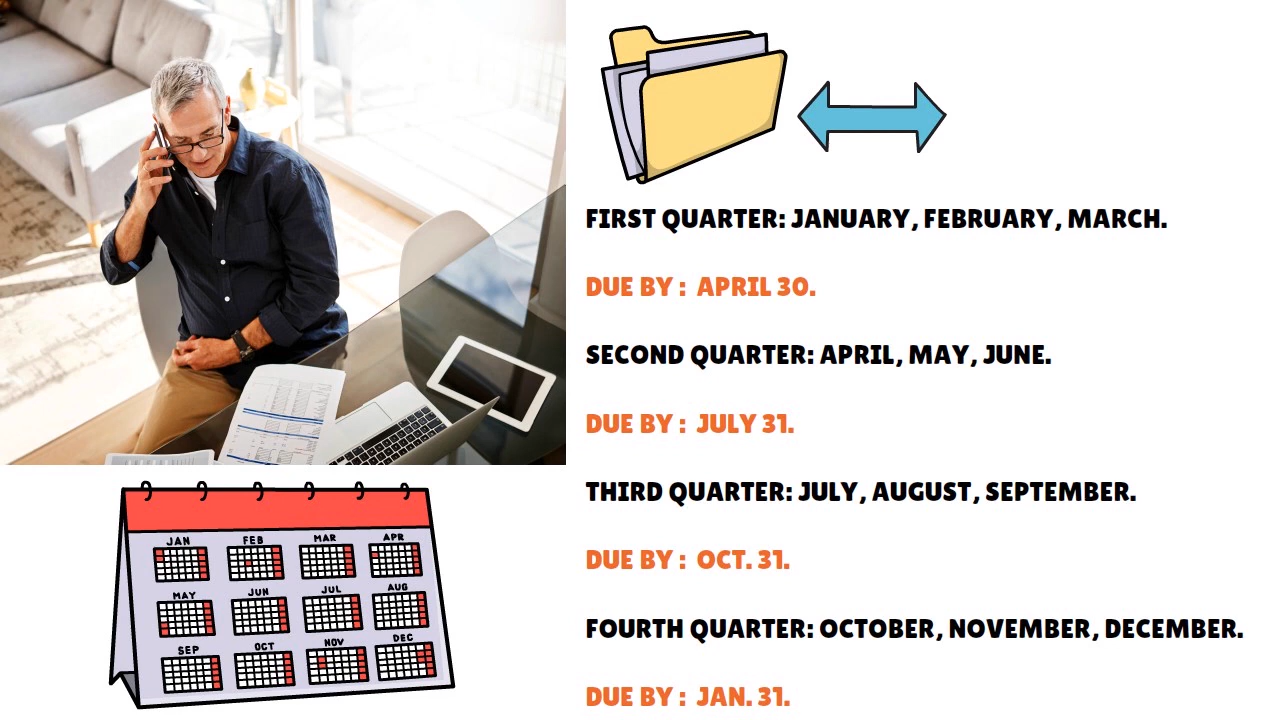 FIRST QUARTER: JANUARY, FEBRUARY, MARCH.
DUE BY : APRIL 30.
SECOND QUARTER: APRIL, MAY, JUNE.
DUE BY : JULY 31.
THIRD QUARTER: JULY, AUGUST, SEPTEMBER.
DUE BY : OCT. 31.
FOURTH QUARTER: OCTOBER, NOVEMBER, DECEMBER.
DUE BY : JAN. 31.
JAN FEB MAR APR
MAY JUN JUL AUG
SEP OCT NOV DEC